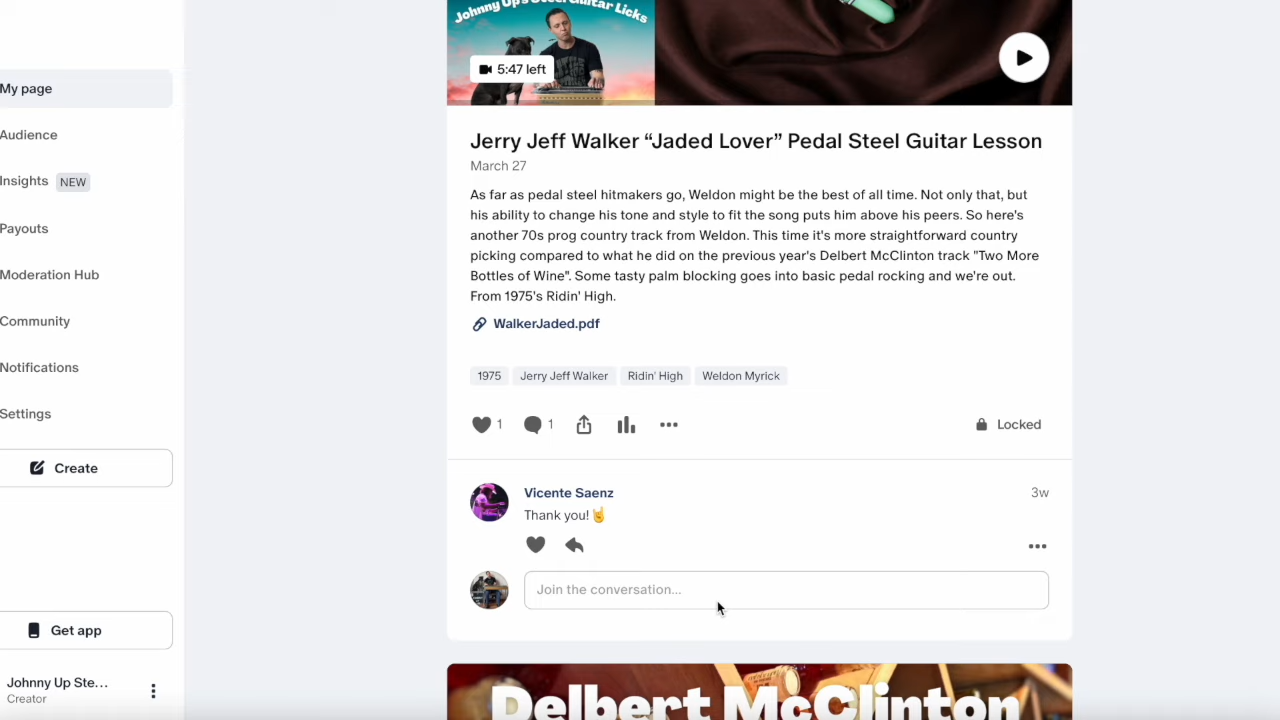 Johnny Up's Steel Guitar Licks
5:47 left
My page
Audience
Insights NEW
Payouts
Moderation Hub
Community
Notifications
Settings
Create
Get app
Johnny Up Ste...
Creator
Jerry Jeff Walker “Jaded Lover” Pedal Steel Guitar Lesson
March 27
As far as pedal steel hitmakers go, Weldon might be the best of all time. Not only that, but
his ability to change his tone and style to fit the song puts him above his peers. So here's
another 70s prog country track from Weldon. This time it's more straightforward country
picking compared to what he did on the previous year's Delbert McClinton track "Two More
Bottles of Wine". Some tasty palm blocking goes into basic pedal rocking and we're out.
From 1975's Ridin' High.
WalkerJaded.pdf
1975 Jerry Jeff Walker Ridin' High Weldon Myrick
1 1 Locked
Vicente Saenz 3w
Thank you!🤘
Join the conversation...
Delbert McClinton